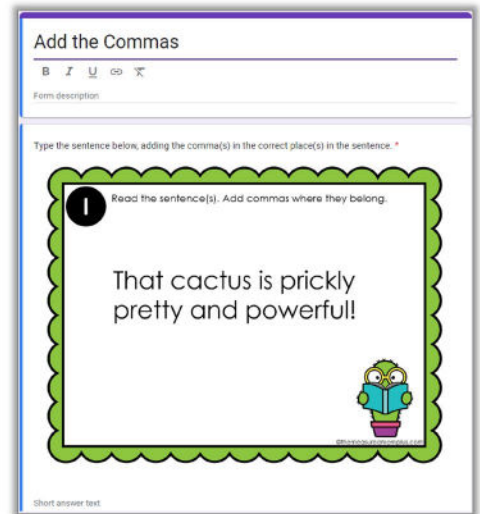 Add the Commas
B I U
Form description
Type the sentence below, adding the comma(s) in the correct place(s) in the sentence. *
1
Read the sentence(s). Add commas where they belong.
That cactus is prickly
pretty and powerful!
Short answer text